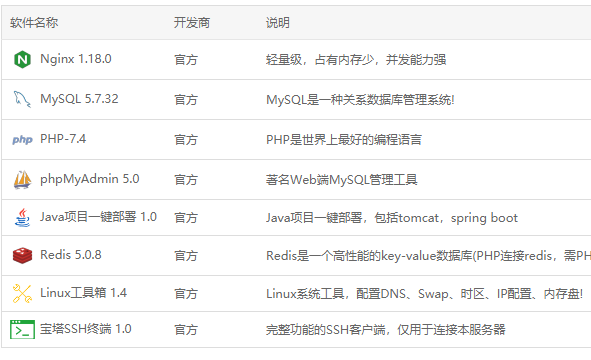 软件名称 开发商 说明
Nginx 1.18.0 官方 轻量级，占有内存少，并发能力强
MySQL 5.7.32 官方 MySQL是一种关系数据库管理系统!
php PHP-7.4 官方 PHP是世界上最好的编程语言
phpMyAdmin 5.0 官方 著名Web端MySQL管理工具
Java项目一键部署 1.0 官方 Java项目一键部署，包括tomcat，spring boot
Redis 5.0.8 官方 Redis是一个高性能的key-value数据库(PHP连接redis，需PH
Linux工具箱 1.4 官方 Linux系统工具，配置DNS、Swap、时区、IP配置、内存盘!
宝塔SSH终端 1.0 官方 完整功能的SSH客户端，仅用于连接本服务器